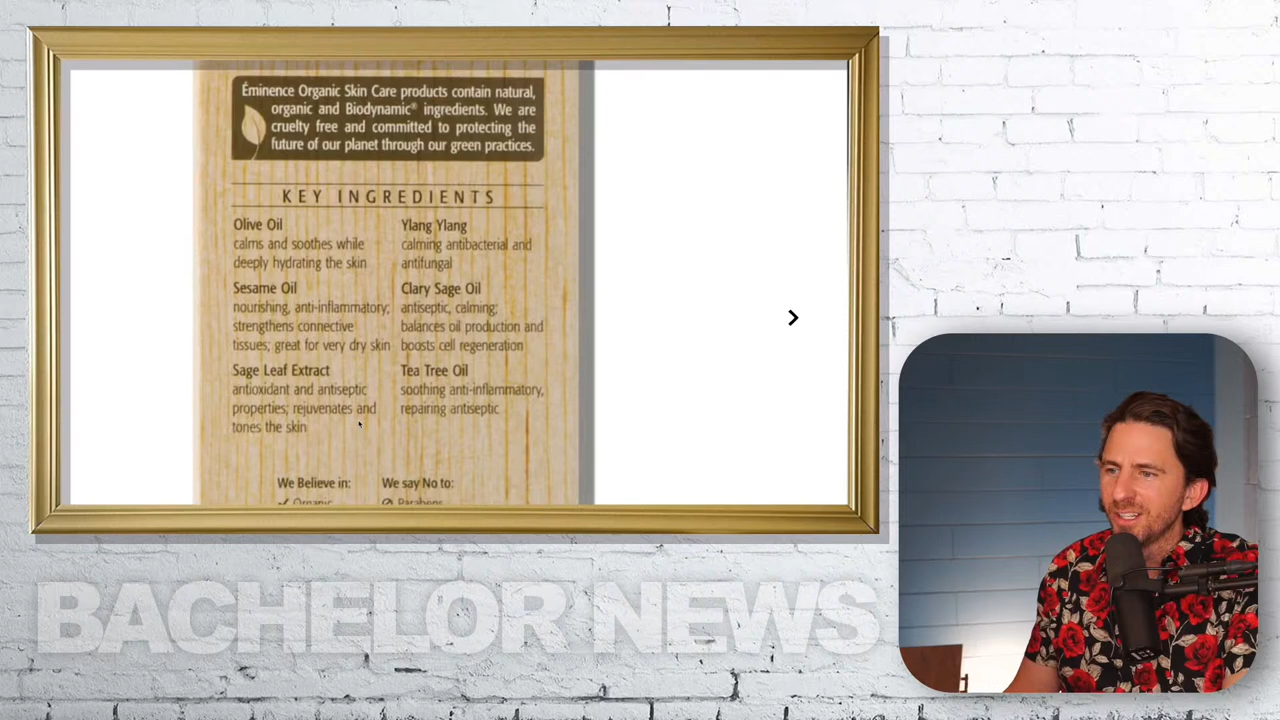 Éminence Organic Skin Care products contain natural,
organic and Biodynamic® ingredients. We are
cruelty free and committed to protecting the
future of our planet through our green practices.
KEY INGREDIENTS
Olive Oil
calms and soothes while
deeply hydrating the skin
Sesame Oil
nourishing, anti-inflammatory;
strengthens connective
tissues; great for very dry skin
Sage Leaf Extract
antioxidant and antiseptic
properties; rejuvenates and
tones the skin
Ylang Ylang
calming antibacterial and
antifungal
Clary Sage Oil
antiseptic, calming;
balances oil production and
boosts cell regeneration
Tea Tree Oil
soothing anti-inflammatory,
repairing antiseptic
We Believe in:
Organic
We say No to:
Parabens
BACHELOR NEWS